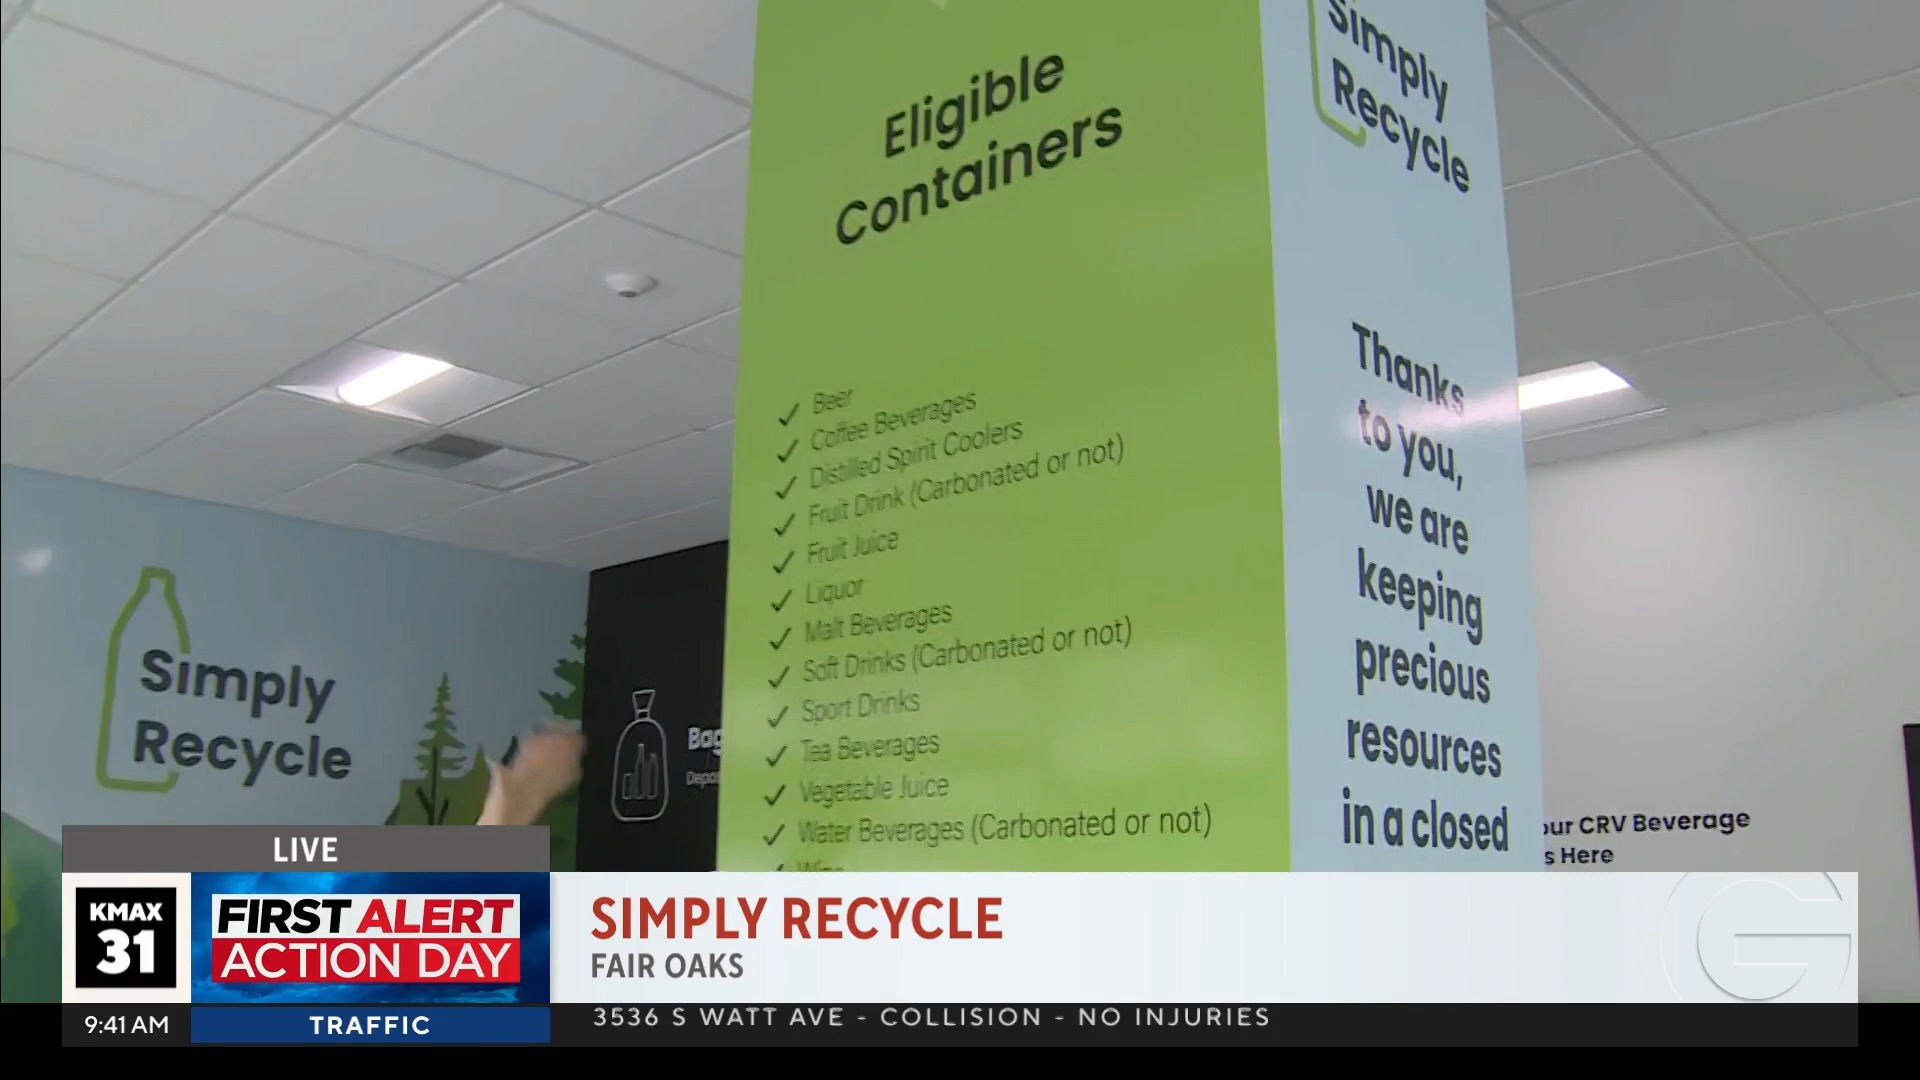 Eligible
Containers
✓ Beer
✓ Coffee Beverages
✓ Distilled Spirit Coolers
✓ Fruit Drink (Carbonated or not)
✓ Fruit Juice
✓ Liquor
✓ Malt Beverages
✓ Soft Drinks (Carbonated or not)
✓ Sport Drinks
✓ Tea Beverages
✓ Vegetable Juice
✓ Water Beverages (Carbonated or not)
Simply
Recycle
Thanks
to you,
we are
keeping
precious
resources
in a closed
Simply
Recycle
Bag
our CRV Beverage
s Here
LIVE
KMAX
31
FIRST ALERT
ACTION DAY
SIMPLY RECYCLE
FAIR OAKS
9:41 AM
TRAFFIC
3536 S WATT AVE - COLLISION - NO INJURIES
G